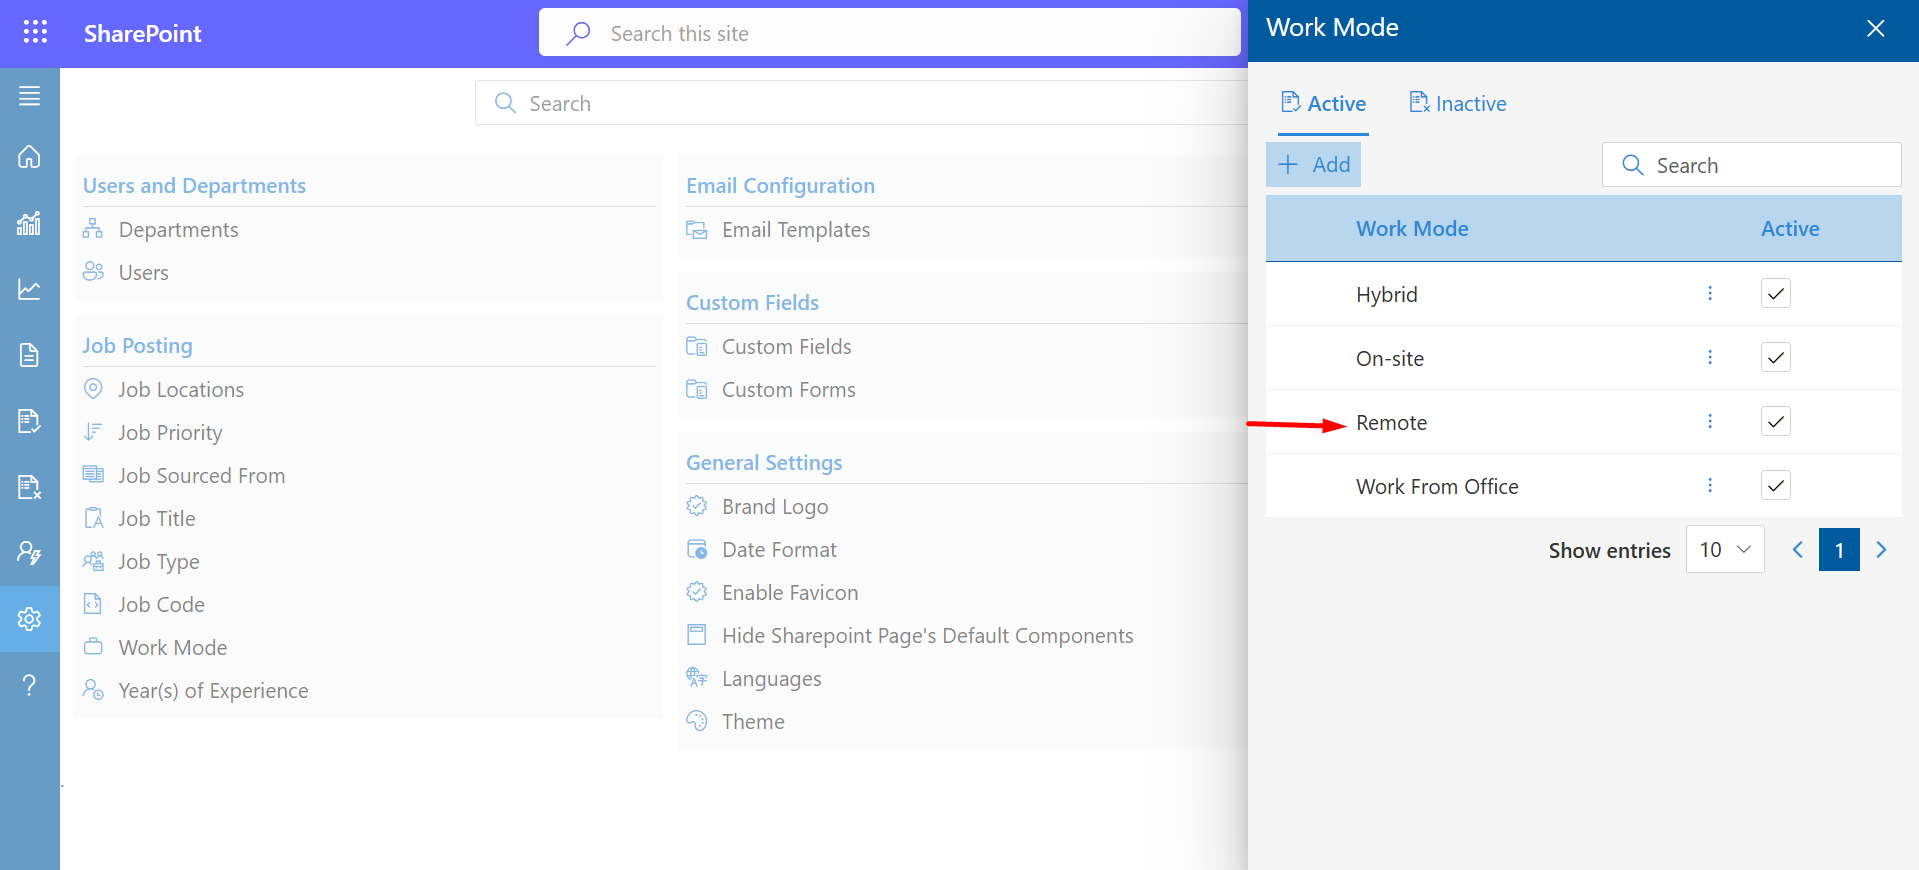 SharePoint
Search this site
Search
Users and Departments
Departments
Users
Job Posting
Job Locations
Job Priority
Job Sourced From
Job Title
Job Type
Job Code
Work Mode
Year(s) of Experience
Email Configuration
Email Templates
Custom Fields
Custom Fields
Custom Forms
General Settings
Brand Logo
Date Format
Enable Favicon
Hide Sharepoint Page's Default Components
Languages
Theme
Work Mode
Active Inactive
Add Search
Work Mode Active
Hybrid
On-site
Remote
Work From Office
Show entries 10 1